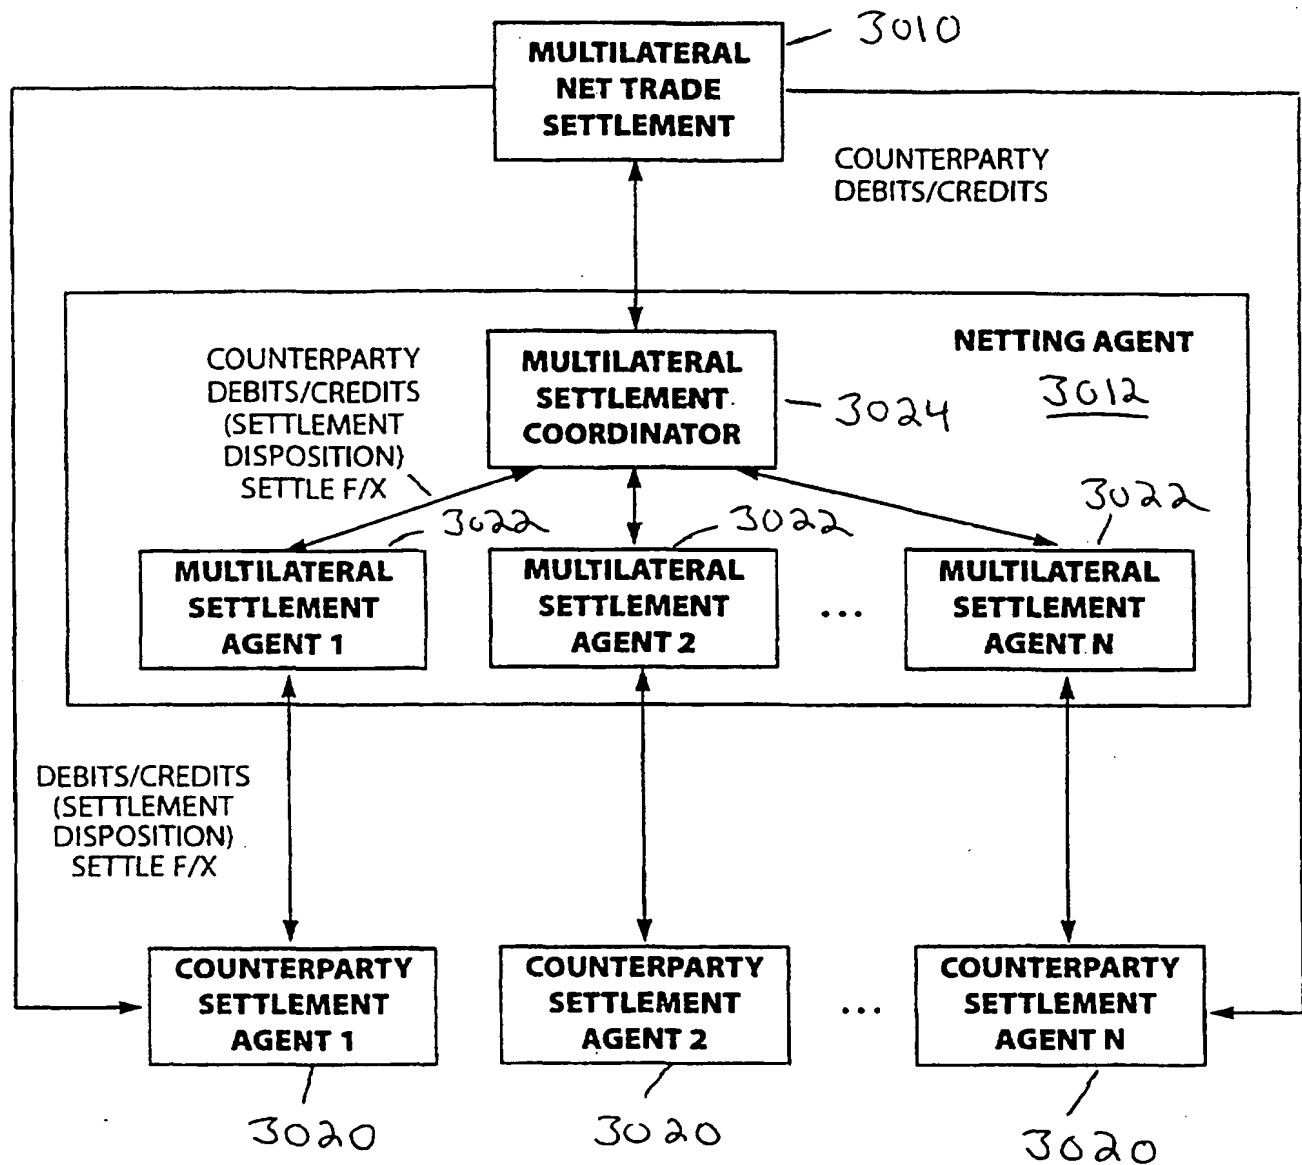 3010
MULTILATERAL
NET TRADE
SETTLEMENT
COUNTERPARTY
DEBITS/CREDITS
NETTING AGENT
3012
COUNTERPARTY
DEBITS/CREDITS
(SETTLEMENT
DISPOSITION)
SETTLE F/X
MULTILATERAL
SETTLEMENT
COORDINATOR
3024
3022
3022
3022
MULTILATERAL
SETTLEMENT
AGENT 1
MULTILATERAL
SETTLEMENT
AGENT 2
...
MULTILATERAL
SETTLEMENT
AGENT N
DEBITS/CREDITS
(SETTLEMENT
DISPOSITION)
SETTLE F/X
COUNTERPARTY
SETTLEMENT
AGENT 1
COUNTERPARTY
SETTLEMENT
AGENT 2
...
COUNTERPARTY
SETTLEMENT
AGENT N
3020
3020
3020